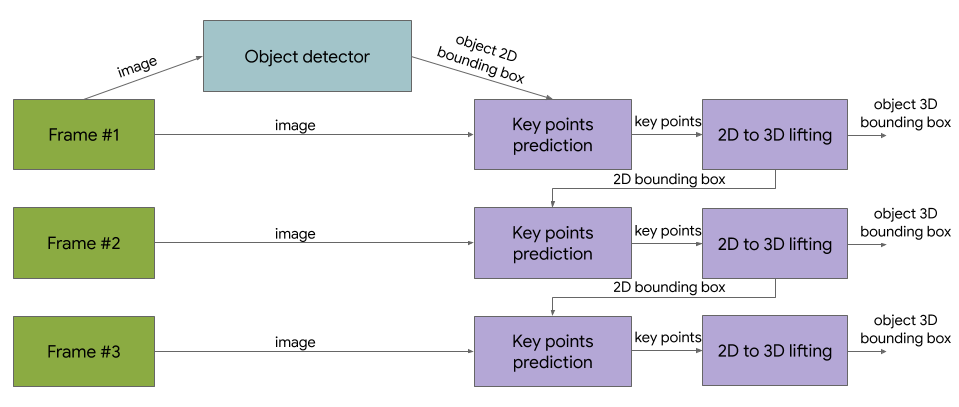 Object detector
object 2D
bounding box
image
Frame #1
image
Key points
prediction
key points
2D to 3D lifting
object 3D
bounding box
2D bounding box
Frame #2
image
Key points
prediction
key points
2D to 3D lifting
object 3D
bounding box
2D bounding box
Frame #3
image
Key points
prediction
key points
2D to 3D lifting
object 3D
bounding box